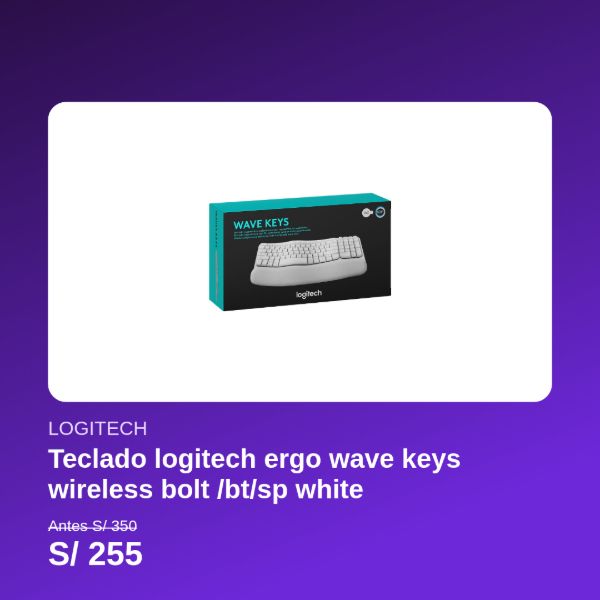 WAVE KEYS
logitech
LOGITECH
Teclado logitech ergo wave keys
wireless bolt /bt/sp white
Antes S/ 350
S/ 255